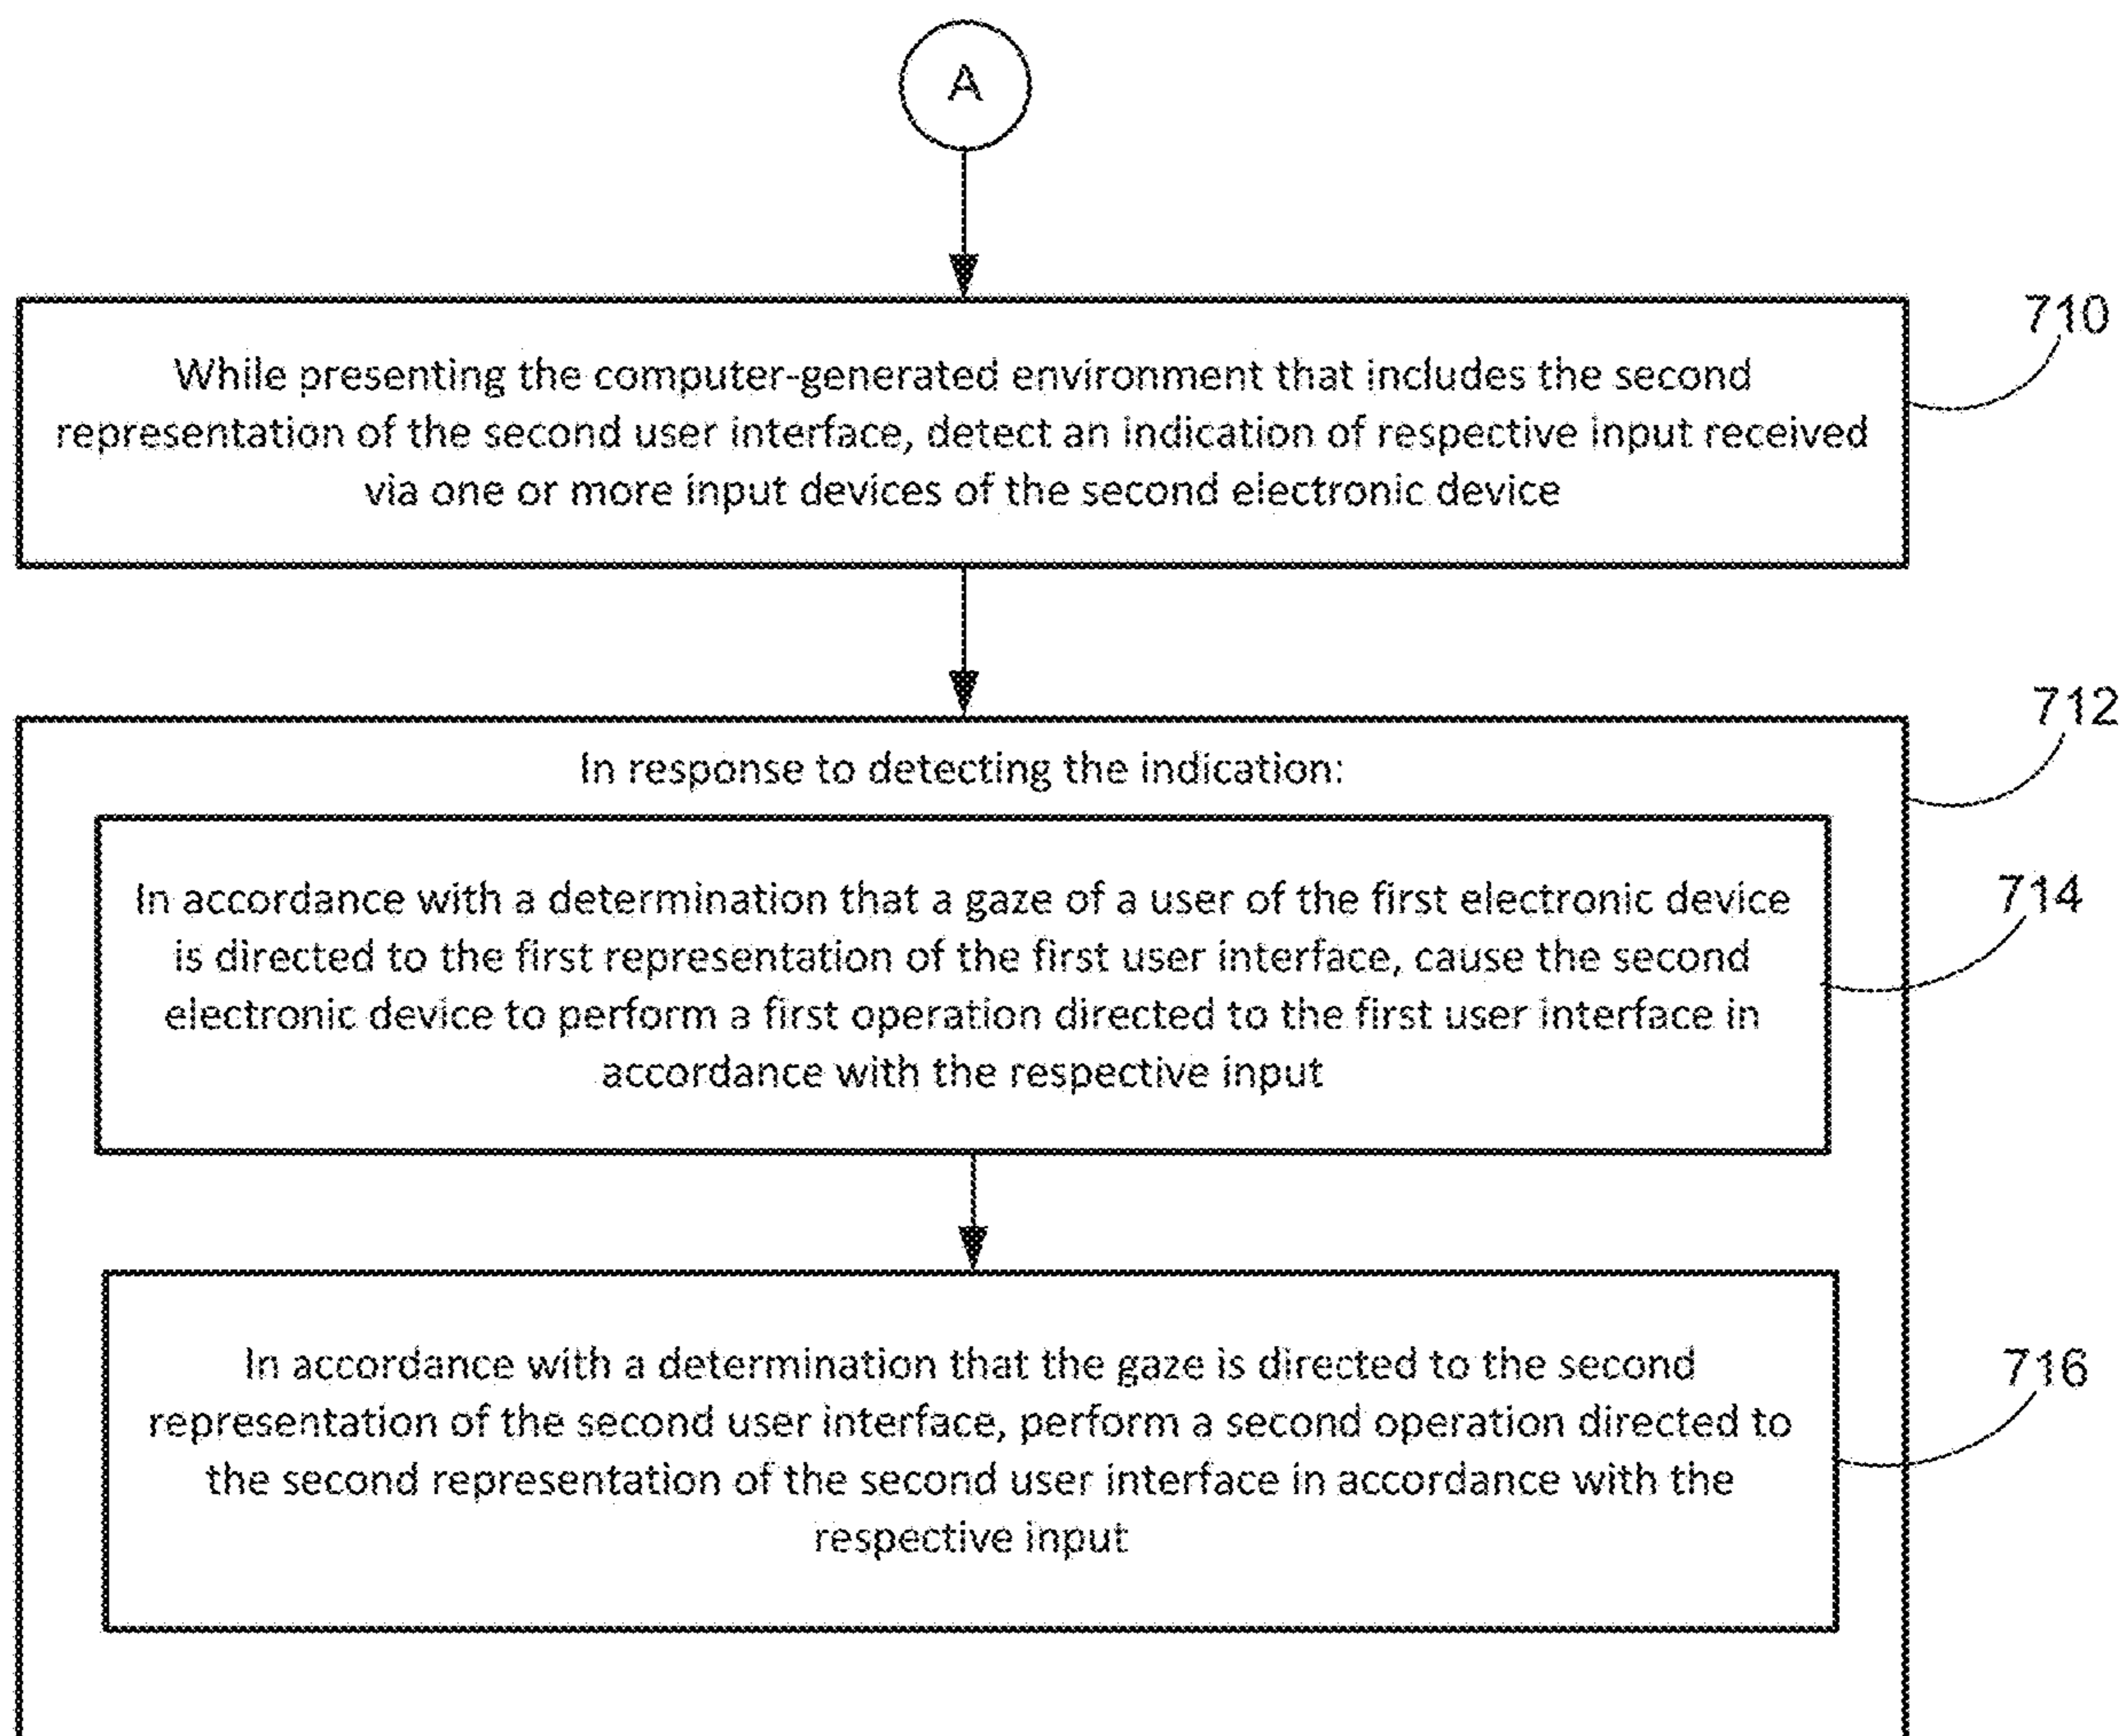 A
710
While presenting the computer-generated environment that includes the second
representation of the second user interface, detect an indication of respective input received
via one or more input devices of the second electronic device
712
In response to detecting the indication:
714
In accordance with a determination that a gaze of a user of the first electronic device
is directed to the first representation of the first user interface, cause the second
electronic device to perform a first operation directed to the first user interface in
accordance with the respective input
716
In accordance with a determination that the gaze is directed to the second
representation of the second user interface, perform a second operation directed to
the second representation of the second user interface in accordance with the
respective input